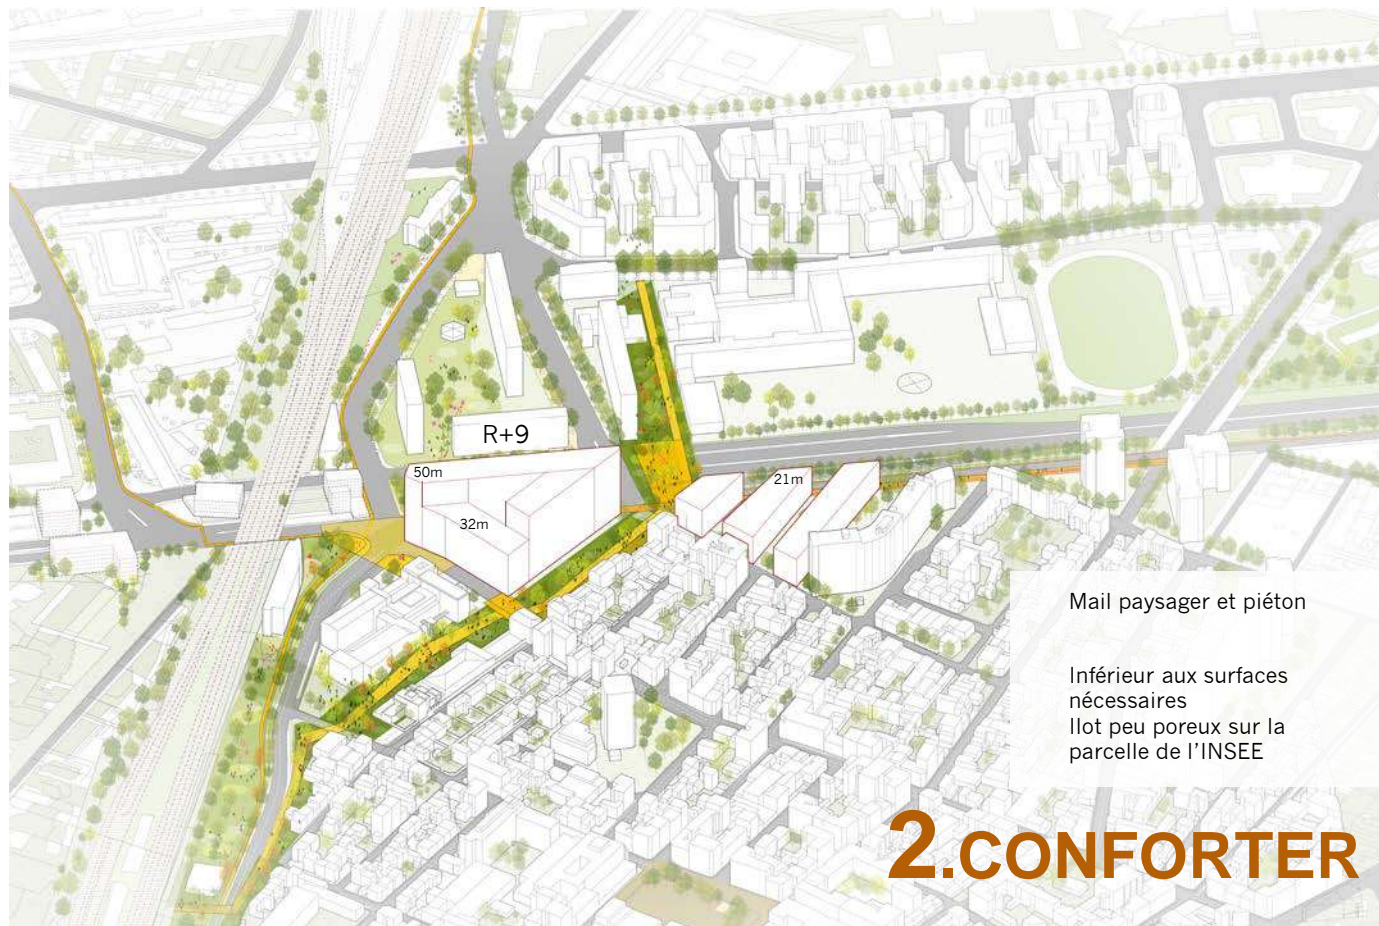 R+9
50m
32m
21m
Mail paysager et piéton
Inférieur aux surfaces
nécessaires
Ilot peu poreux sur la
parcelle de l'INSEE
2.CONFORTER